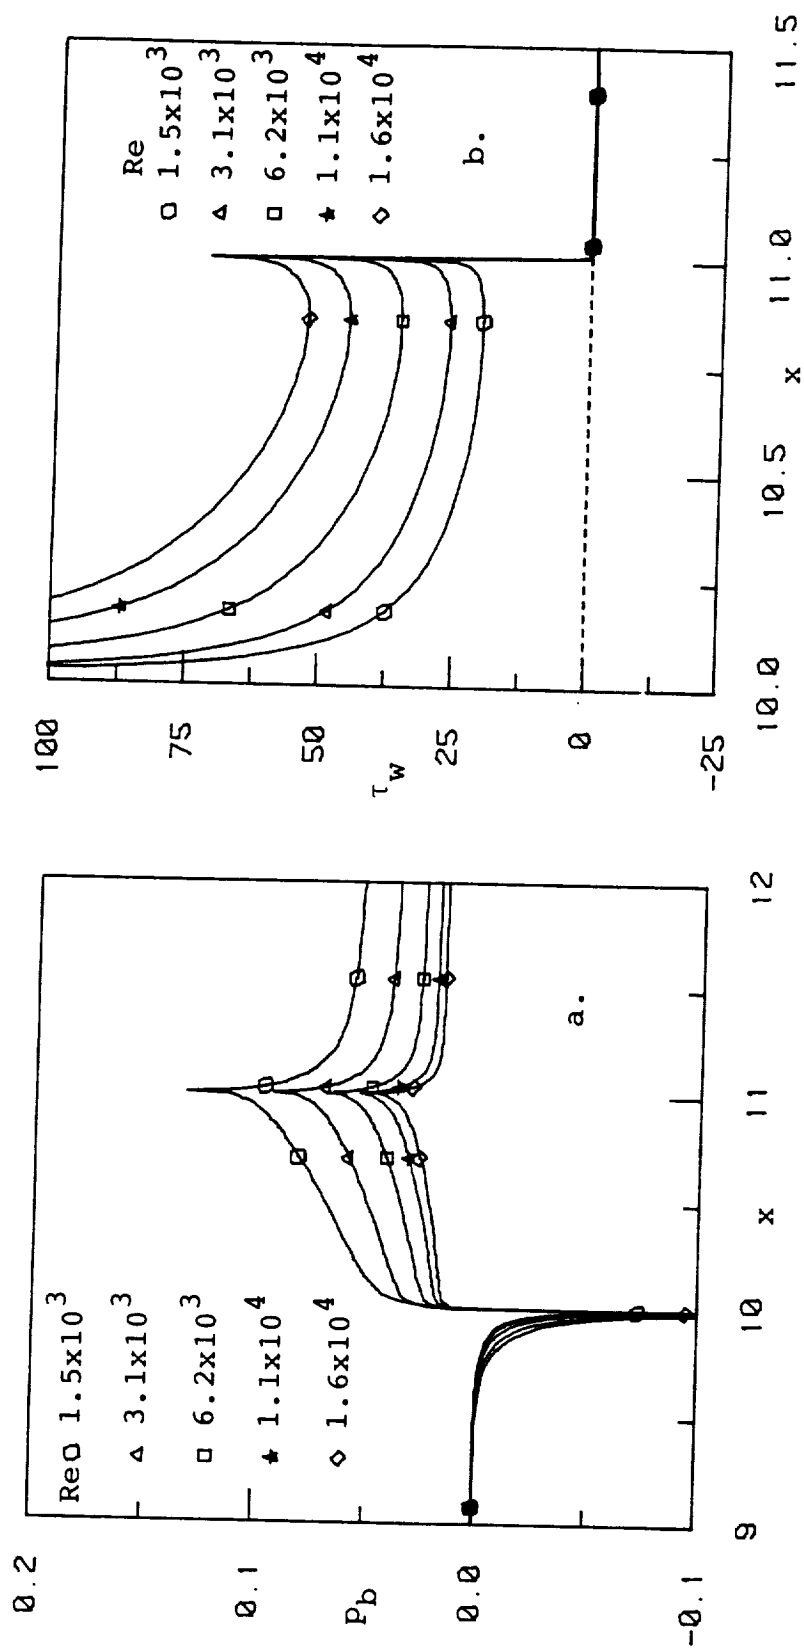 0.2
0.1
P_b
0.0
-0.1
Re 1.5x10^3
3.1x10^3
6.2x10^3
1.1x10^4
1.6x10^4
a.
9
10
x
11
12
100
75
50
τ_w
25
0
-25
Re
1.5x10^3
3.1x10^3
6.2x10^3
1.1x10^4
1.6x10^4
b.
10.0
10.5
x
11.0
11.5